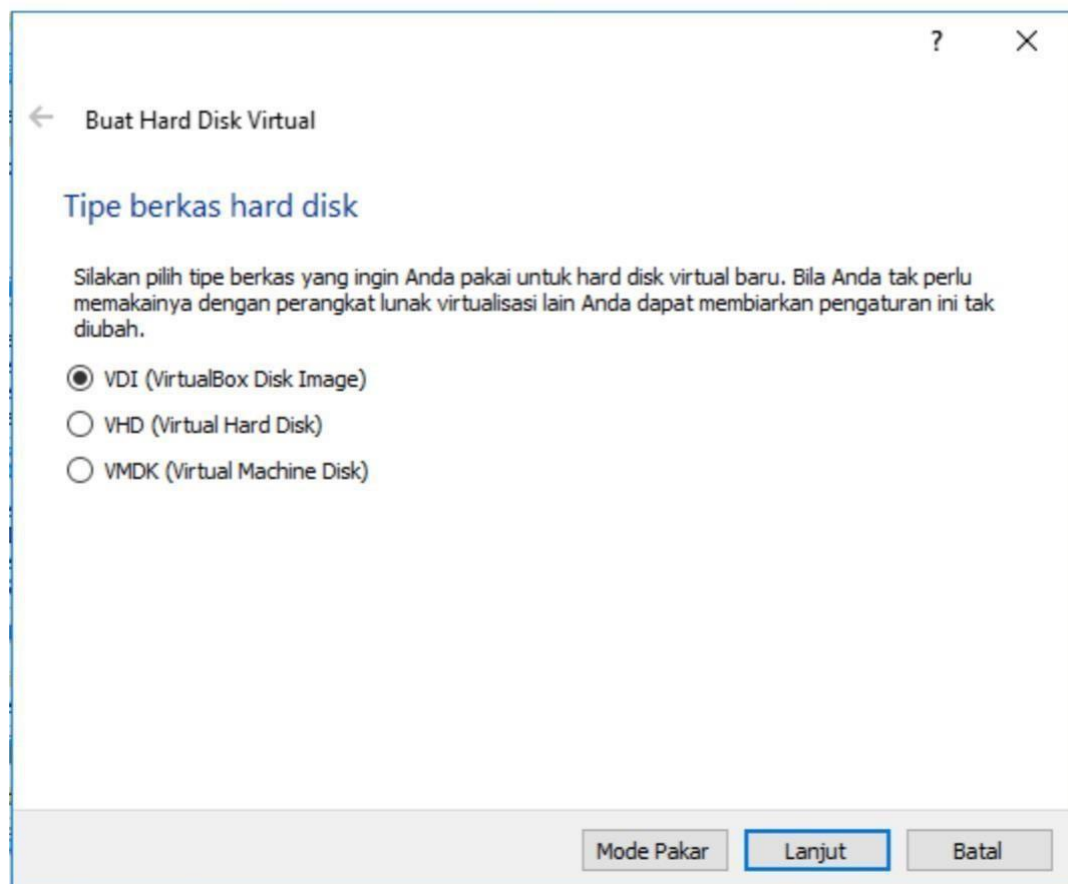 ?
Buat Hard Disk Virtual
Tipe berkas hard disk
Silakan pilih tipe berkas yang ingin Anda pakai untuk hard disk virtual baru. Bila Anda tak perlu
memakainya dengan perangkat lunak virtualisasi lain Anda dapat membiarkan pengaturan ini tak
diubah.
VDI (VirtualBox Disk Image)
VHD (Virtual Hard Disk)
VMDK (Virtual Machine Disk)
Mode Pakar Lanjut Batal